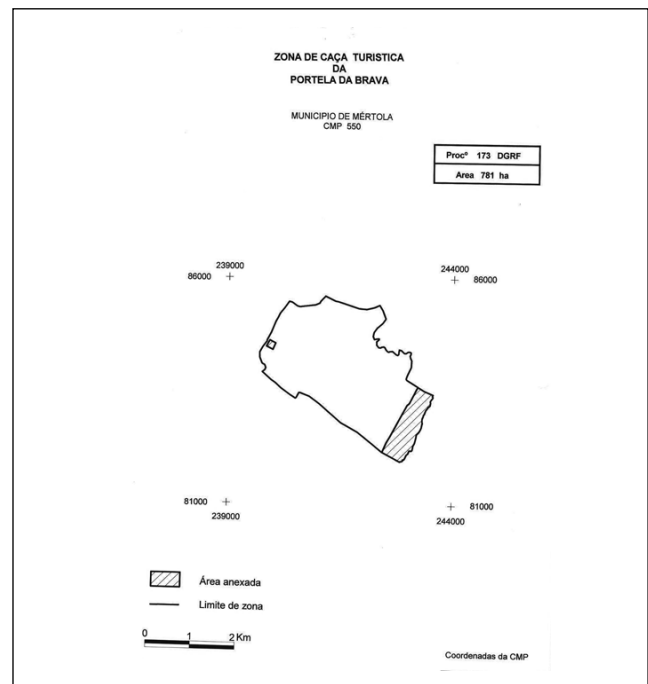 ZONA DE CAÇA TURISTICA
DA
PORTELA DA BRAVA
MUNICIPIO DE MÉRTOLA
CMP 550
Procº 173 DGRF
Area 781 ha
239000
86000
244000
86000
81000
239000
81000
244000
Área anexada
Limite de zona
0 1 2 Km
Coordenadas da CMP